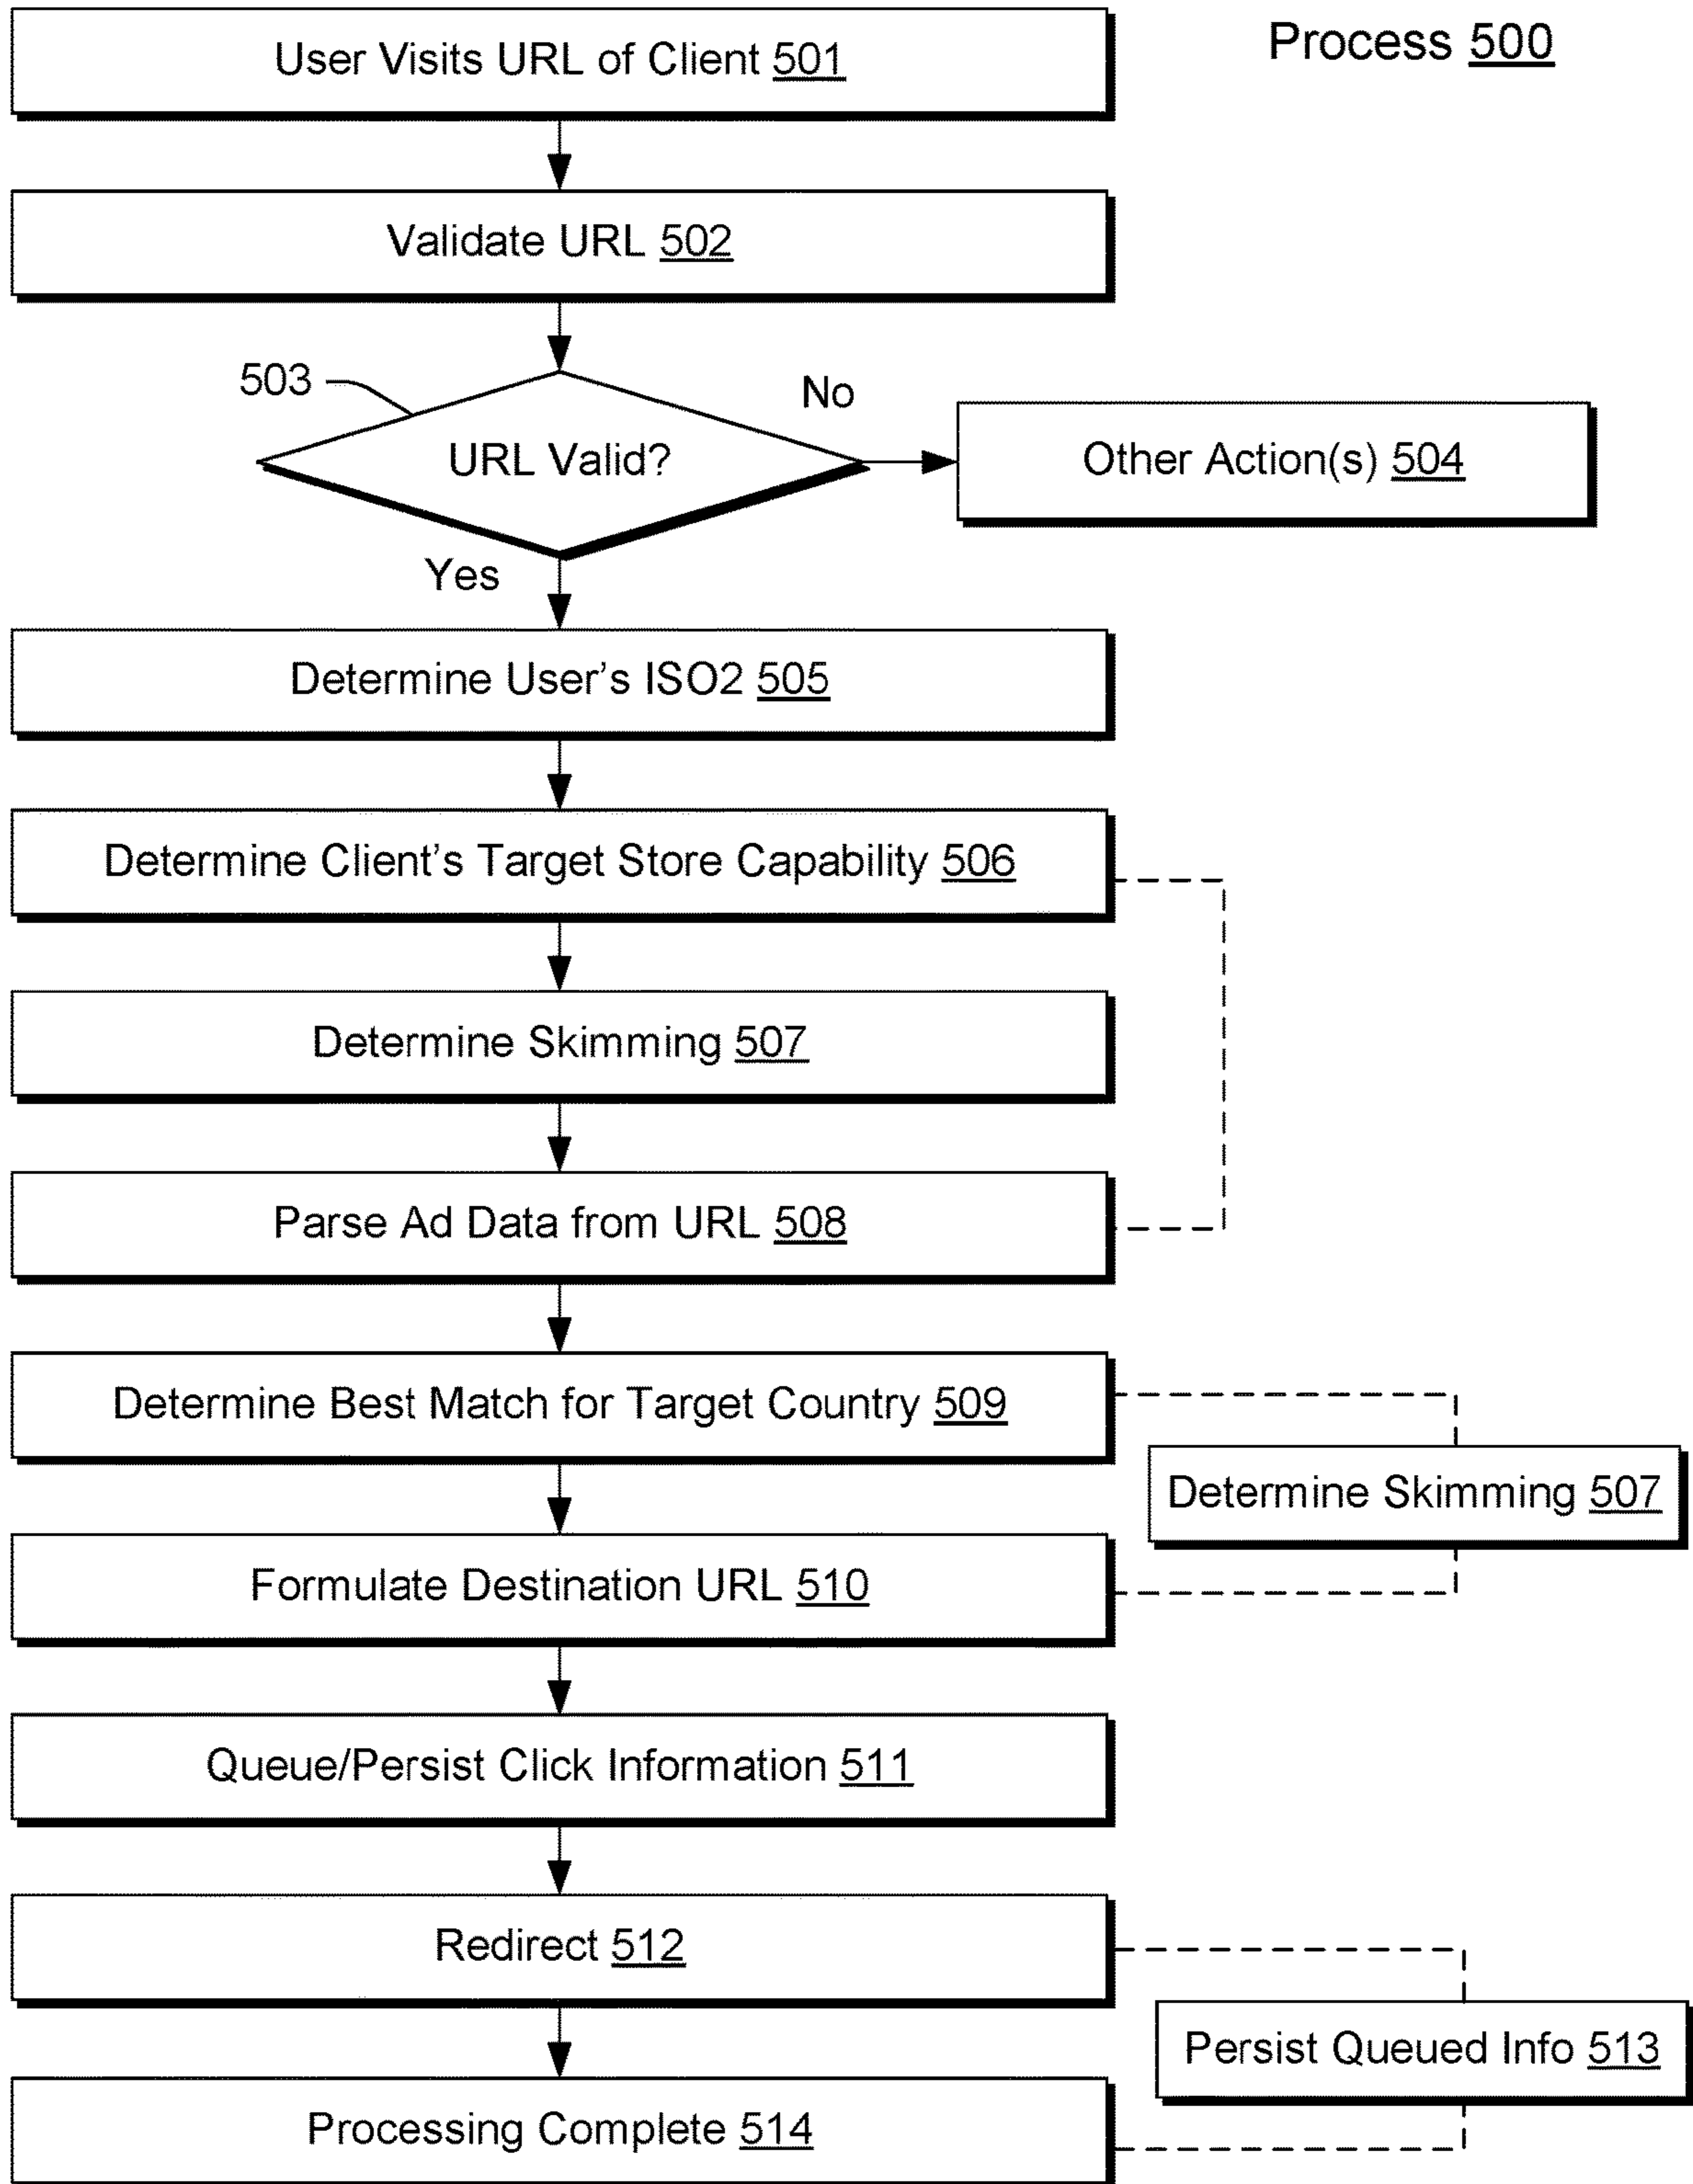 Process 500
User Visits URL of Client 501
Validate URL 502
503
No
URL Valid?
Other Action(s) 504
Yes
Determine User's ISO2 505
Determine Client's Target Store Capability 506
Determine Skimming 507
Parse Ad Data from URL 508
Determine Best Match for Target Country 509
Determine Skimming 507
Formulate Destination URL 510
Queue/Persist Click Information 511
Redirect 512
Persist Queued Info 513
Processing Complete 514